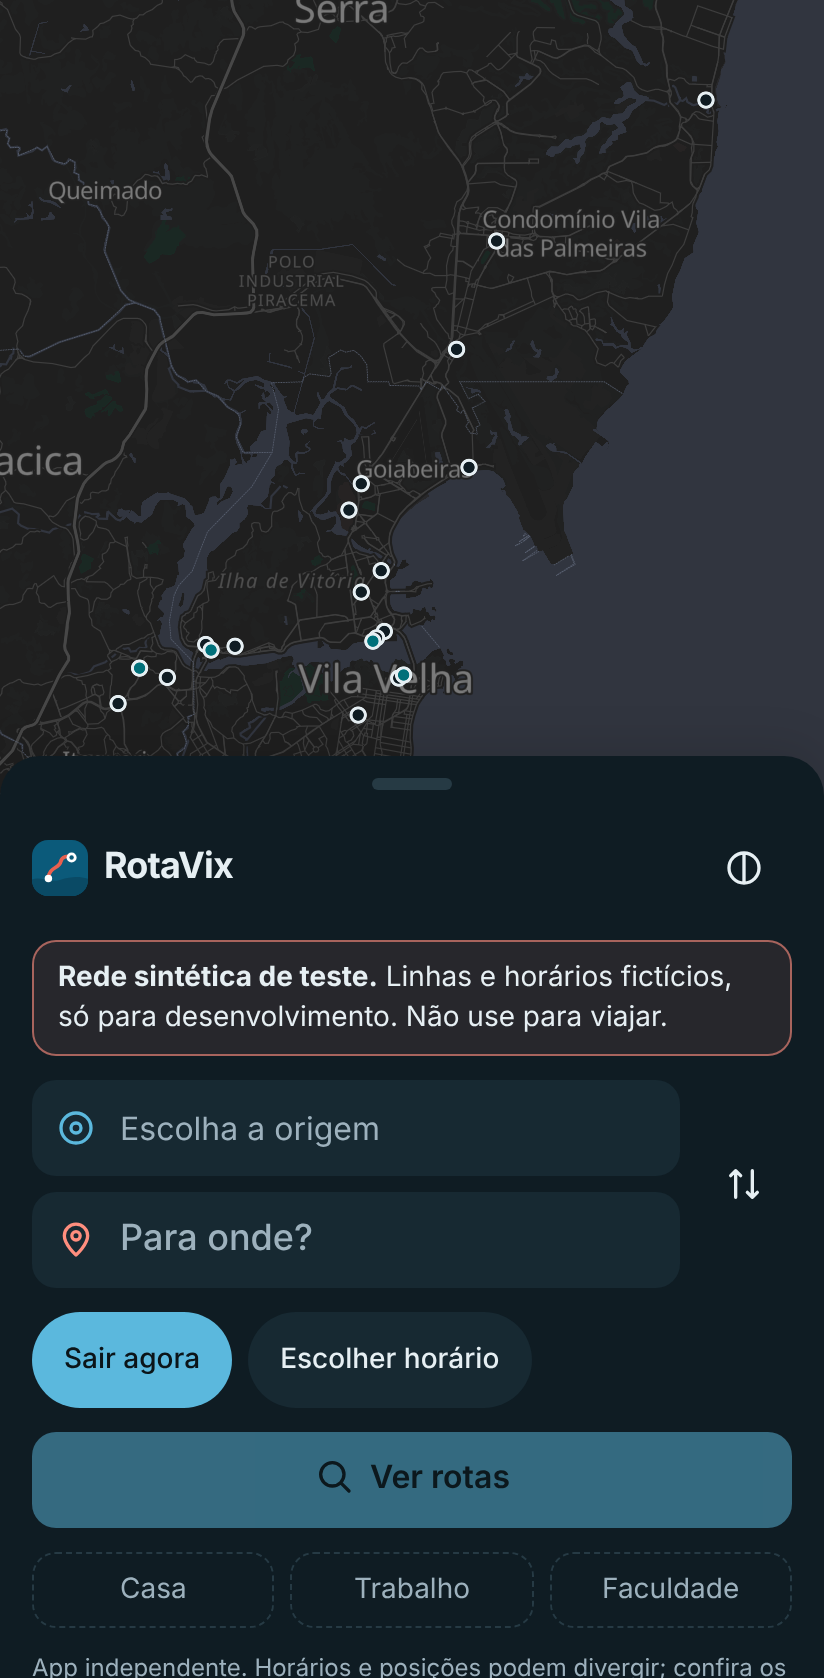 Serra
Queimado
Condomínio Vila
das Palmeiras
POLO
INDUSTRIAL
PIRACEMA
acica
Goiabeira
Ilha de Vitória
Vila Velha
RotaVix
Rede sintética de teste. Linhas e horários fictícios,
só para desenvolvimento. Não use para viajar.
Escolha a origem
Para onde?
Sair agora
Escolher horário
Ver rotas
Casa
Trabalho
Faculdade
App independente. Horários e posições podem divergir; confira os